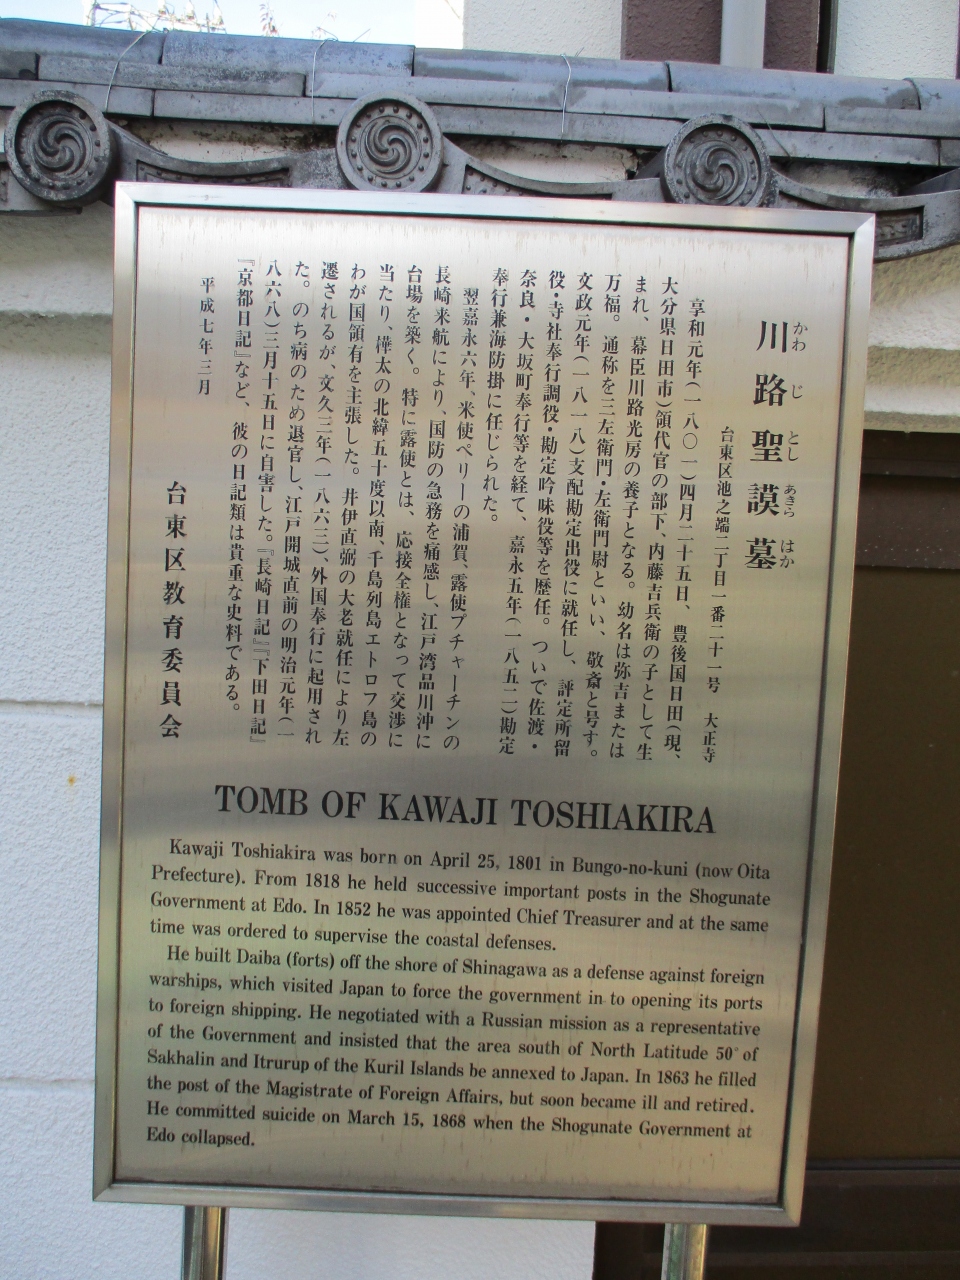 川路聖謨墓
かわ じ とし あきら はか
台東区池之端二丁目一番二十一号 大正寺
享和元年(一八〇一)四月二十五日、豊後国日田(現、
大分県日田市)領代官の部下、内藤吉兵衛の子として生
まれ、幕臣川路光房の養子となる。幼名は弥吉または
万福。通称を三左衛門・左衛門尉といい、敬斎と号す。
文政元年(一八一八)支配勘定出役に就任し、評定所留
役・寺社奉行調役・勘定吟味役等を歴任。ついで佐渡・
奈良・大坂町奉行等を経て、嘉永五年(一八五二)勘定
奉行兼海防掛に任じられた。
翌嘉永六年、米使ペリーの浦賀、露使プチャーチンの
長崎来航により、国防の急務を痛感し、江戸湾品川沖に
台場を築く。特に露使とは、応接全権となって交渉に
当たり、樺太の北緯五十度以南、千島列島エトロフ島の
わが国領有を主張した。井伊直弼の大老就任により左
遷されるが、文久三年(一八六三)、外国奉行に起用され
た。のち病のため退官し、江戸開城直前の明治元年(一
八六八)三月十五日に自害した。『長崎日記』『下田日記』
『京都日記』など、彼の日記類は貴重な史料である。
平成七年三月
台東区教育委員会
TOMB OF KAWAJI TOSHIAKIRA
Kawaji Toshiakira was born on April 25, 1801 in Bungo-no-kuni (now Oita
Prefecture). From 1818 he held successive important posts in the Shogunate
Government at Edo. In 1852 he was appointed Chief Treasurer and at the same
time was ordered to supervise the coastal defenses.
He built Daiba (forts) off the shore of Shinagawa as a defense against foreign
warships, which visited Japan to force the government in to opening its ports
to foreign shipping. He negotiated with a Russian mission as a representative
of the Government and insisted that the area south of North Latitude 50° of
Sakhalin and Itrurup of the Kuril Islands be annexed to Japan. In 1863 he filled
the post of the Magistrate of Foreign Affairs, but soon became ill and retired.
He committed suicide on March 15, 1868 when the Shogunate Government at
Edo collapsed.